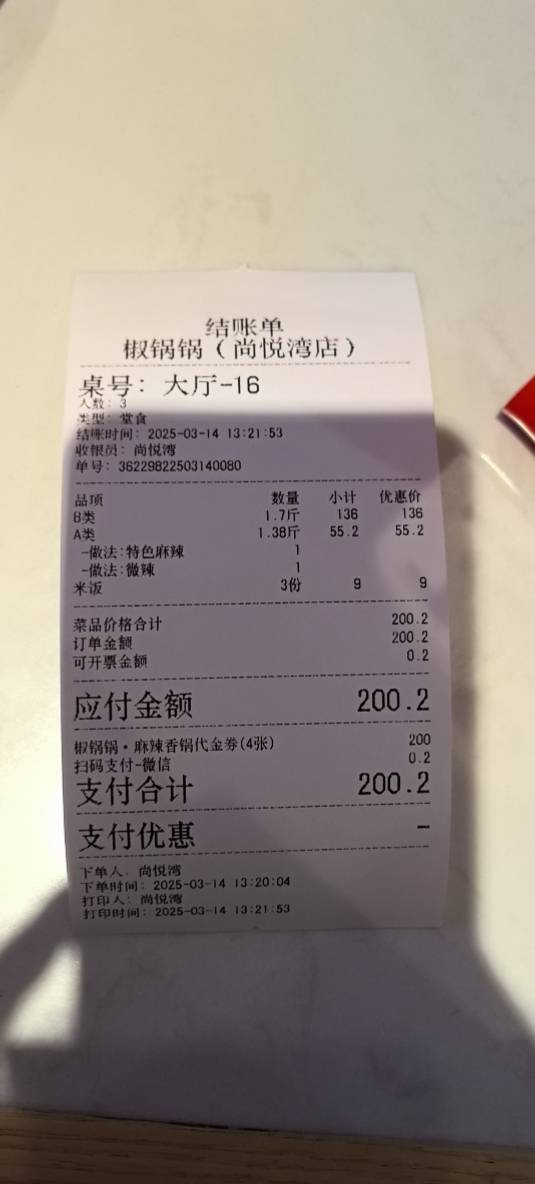 结账单
椒锅锅（尚悦湾店）
桌号：大厅-16
人数：3
类型：堂食
结账时间：2025-03-14 13:21:53
收银员：尚悦湾
单号：36229822503140080
品项 数量 小计 优惠价
B类 1.7斤 136 136
A类 1.38斤 55.2 55.2
-做法:特色麻辣 1
-做法:微辣 1
米饭 3份 9 9
菜品价格合计 200.2
订单金额 200.2
可开票金额 0.2
应付金额 200.2
椒锅锅·麻辣香锅代金券(4张) 200
扫码支付-微信 0.2
支付合计 200.2
支付优惠 -
下单人：尚悦湾
下单时间：2025-03-14 13:20:04
打印人：尚悦湾
打印时间：2025-03-14 13:21:53